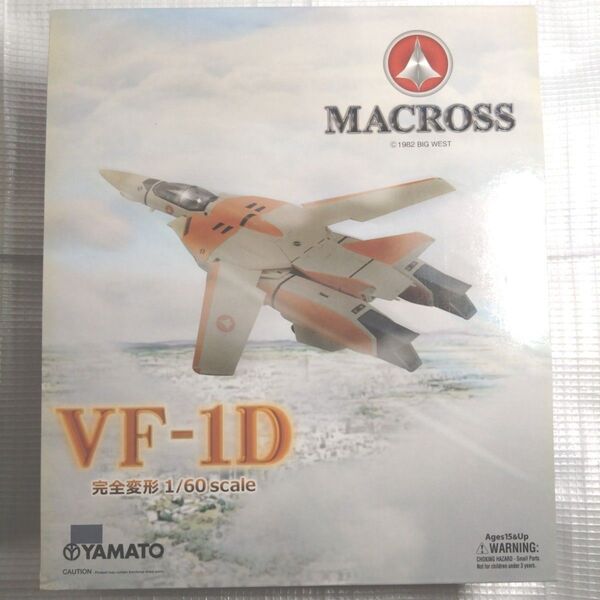 MACROSS
©1982 BIG WEST
VF-1D
完全変形 1/60 scale
YAMATO
Ages15&Up
WARNING:
CHOKING HAZARD - Small Parts
Not for children under 3 years.
CAUTION